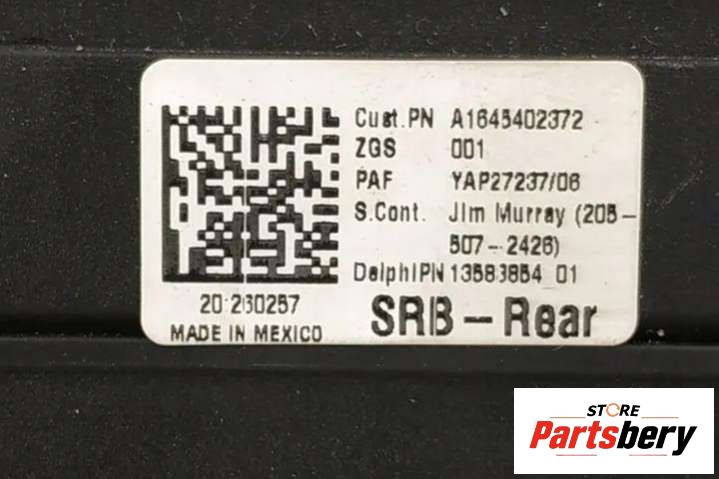 Cust.PN A1645402372
ZGS 001
PAF YAP27237/06
S.Cont. Jim Murray (205-
507-2426)
DelphiPN 13583854 01
20 260257
MADE IN MEXICO
SRB - Rear
STORE
Partsbery